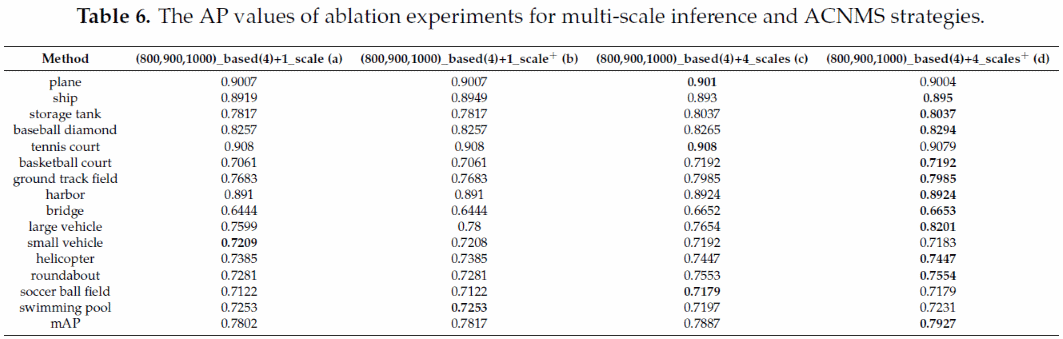 Table 6. The AP values of ablation experiments for multi-scale inference and ACNMS strategies.
Method (800,900,1000)_based(4)+1_scale (a) (800,900,1000)_based(4)+1_scale+ (b) (800,900,1000)_based(4)+4_scales (c) (800,900,1000)_based(4)+4_scales+ (d)
plane 0.9007 0.9007 0.901 0.9004
ship 0.8919 0.8949 0.893 0.895
storage tank 0.7817 0.7817 0.8037 0.8037
baseball diamond 0.8257 0.8257 0.8265 0.8294
tennis court 0.908 0.908 0.908 0.9079
basketball court 0.7061 0.7061 0.7192 0.7192
ground track field 0.7683 0.7683 0.7985 0.7985
harbor 0.891 0.891 0.8924 0.8924
bridge 0.6444 0.6444 0.6652 0.6653
large vehicle 0.7599 0.78 0.7654 0.8201
small vehicle 0.7209 0.7208 0.7192 0.7183
helicopter 0.7385 0.7385 0.7447 0.7447
roundabout 0.7281 0.7281 0.7553 0.7554
soccer ball field 0.7122 0.7122 0.7179 0.7179
swimming pool 0.7253 0.7253 0.7197 0.7231
mAP 0.7802 0.7817 0.7887 0.7927